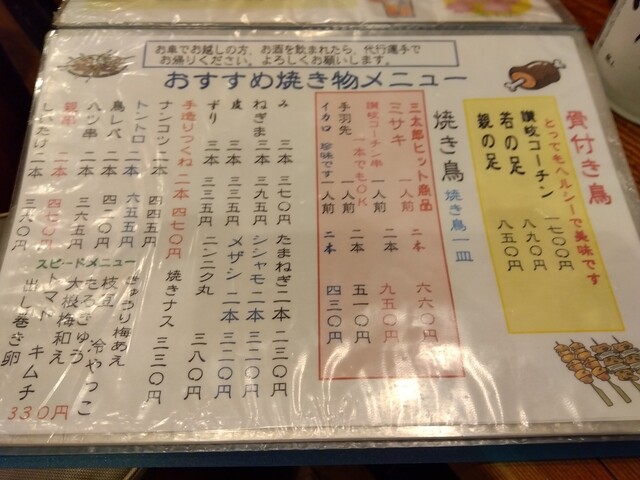 お車でお越しの方、お酒を飲まれたら、代行運手で
お帰りください。よろしくお願いします。
おすすめ焼き物メニュー
骨付き鳥
とってもヘルシーで美味です
讃岐コーチン 一七〇〇円
若の足 八九〇円
親の足 八五〇円
焼き鳥 焼き鳥一皿
三太郎ヒット商品
ミサキ 一人前 二本 六六〇円
讃岐コーチン串 一人前 二本 九五〇円
一本でもOK
手羽先 一人前 二本 五一〇円
イカロ 珍味です 一人前 二本 四三〇円
み 三本 三七〇円
ねぎま 三本 三九五円
皮 三本 三三五円
ずり 三本 三三五円
手造りつくね 二本 四七〇円
ナンコツ 二本 四四五円
トントロ 二本 六五五円
鳥レバ 二本 四二〇円
ハツ串 二本 三六五円
親串 二本 四七〇円
しいたけ 二本 三六〇円
たまねぎ 二本 二三〇円
シシャモ 二本 三二〇円
メザシ 二本 三二〇円
ニンニク丸 三八〇円
焼きナス 三三〇円
スピードメニュー
きゅうり梅あえ
枝豆 冷やっこ
たろきゅう
大根梅和え
トマト キムチ
出し巻き卵
330円